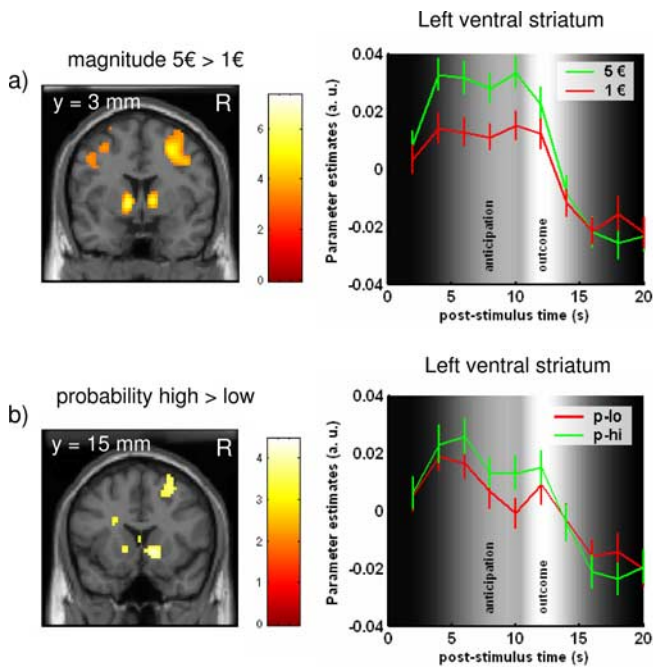 Left ventral striatum
magnitude 5€ > 1€
a)
y = 3 mm
R
6
5
4
3
2
1
0
0.04
0.02
0
-0.02
-0.04
Parameter estimates (a. u.)
5 €
1 €
anticipation
outcome
0 5 10 15 20
post-stimulus time (s)
Left ventral striatum
probability high > low
b)
y = 15 mm
R
4
3
2
1
0
0.04
0.02
0
-0.02
-0.04
Parameter estimates (a. u.)
p-lo
p-hi
anticipation
outcome
0 5 10 15 20
post-stimulus time (s)